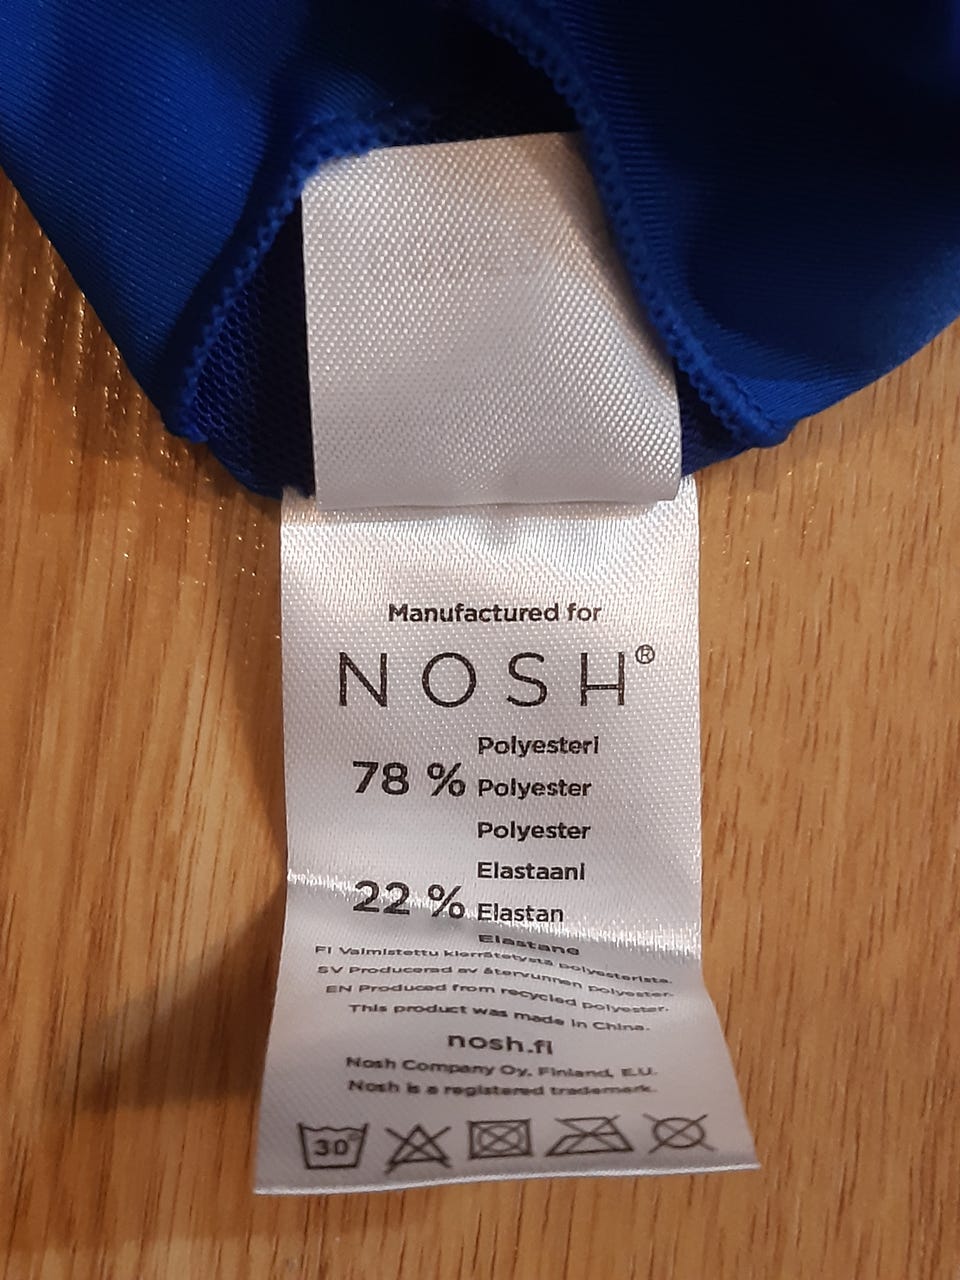 Manufactured for
NOSH®
78 %
Polyesteri
Polyester
Polyester
22 %
Elastaani
Elastan
Elastane
FI Valmistettu kierrätetystä polyesterista.
SV Producerad av återvunnen polyester.
EN Produced from recycled polyester.
This product was made in China.
nosh.fi
Nosh Company Oy, Finland, E.U.
Nosh is a registered trademark.
30°